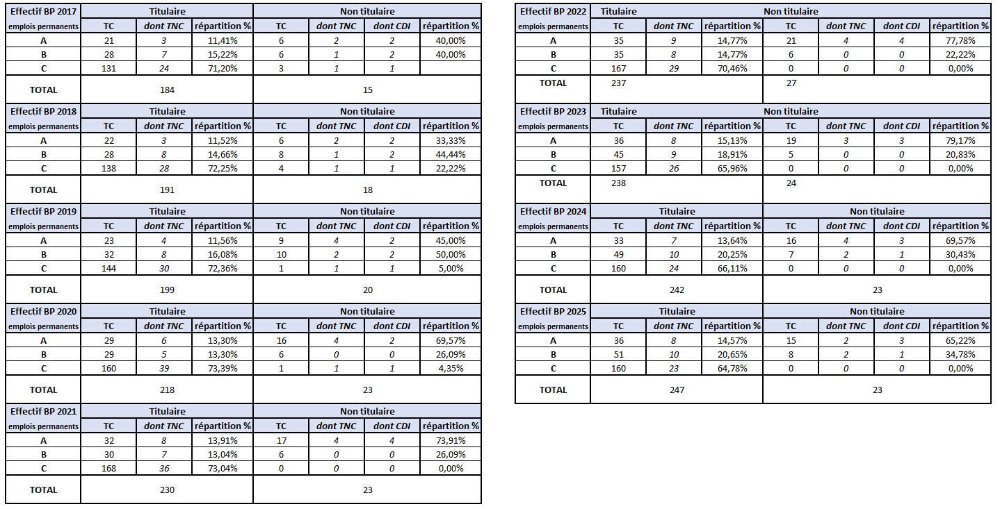 Effectif BP 2017 Titulaire Non titulaire
emplois permanents TC dont TNC répartition % TC dont TNC dont CDI répartition %
A 21 3 11,41% 6 2 2 40,00%
B 28 7 15,22% 6 1 2 40,00%
C 131 24 71,20% 3 1 1
TOTAL 184 15
Effectif BP 2018 Titulaire Non titulaire
emplois permanents TC dont TNC répartition % TC dont TNC dont CDI répartition %
A 22 3 11,52% 6 2 2 33,33%
B 28 8 14,66% 8 1 2 44,44%
C 138 28 72,25% 4 1 1 22,22%
TOTAL 191 18
Effectif BP 2019 Titulaire Non titulaire
emplois permanents TC dont TNC répartition % TC dont TNC dont CDI répartition %
A 23 4 11,56% 9 4 2 45,00%
B 32 8 16,08% 10 2 2 50,00%
C 144 30 72,36% 1 1 1 5,00%
TOTAL 199 20
Effectif BP 2020 Titulaire Non titulaire
emplois permanents TC dont TNC répartition % TC dont TNC dont CDI répartition %
A 29 6 13,30% 16 4 2 69,57%
B 29 5 13,30% 6 0 0 26,09%
C 160 39 73,39% 1 1 1 4,35%
TOTAL 218 23
Effectif BP 2021 Titulaire Non titulaire
emplois permanents TC dont TNC répartition % TC dont TNC dont CDI répartition %
A 32 8 13,91% 17 4 4 73,91%
B 30 7 13,04% 6 0 0 26,09%
C 168 36 73,04% 0 0 0 0,00%
TOTAL 230 23
Effectif BP 2022 Titulaire Non titulaire
emplois permanents TC dont TNC répartition % TC dont TNC dont CDI répartition %
A 35 9 14,77% 21 4 4 77,78%
B 35 8 14,77% 6 0 0 22,22%
C 167 29 70,46% 0 0 0 0,00%
TOTAL 237 27
Effectif BP 2023 Titulaire Non titulaire
emplois permanents TC dont TNC répartition % TC dont TNC dont CDI répartition %
A 36 8 15,13% 19 3 3 79,17%
B 45 9 18,91% 5 0 0 20,83%
C 157 26 65,96% 0 0 0 0,00%
TOTAL 238 24
Effectif BP 2024 Titulaire Non titulaire
emplois permanents TC dont TNC répartition % TC dont TNC dont CDI répartition %
A 33 7 13,64% 16 4 3 69,57%
B 49 10 20,25% 7 2 1 30,43%
C 160 24 66,11% 0 0 0 0,00%
TOTAL 242 23
Effectif BP 2025 Titulaire Non titulaire
emplois permanents TC dont TNC répartition % TC dont TNC dont CDI répartition %
A 36 8 14,57% 15 2 3 65,22%
B 51 10 20,65% 8 2 1 34,78%
C 160 23 64,78% 0 0 0 0,00%
TOTAL 247 23